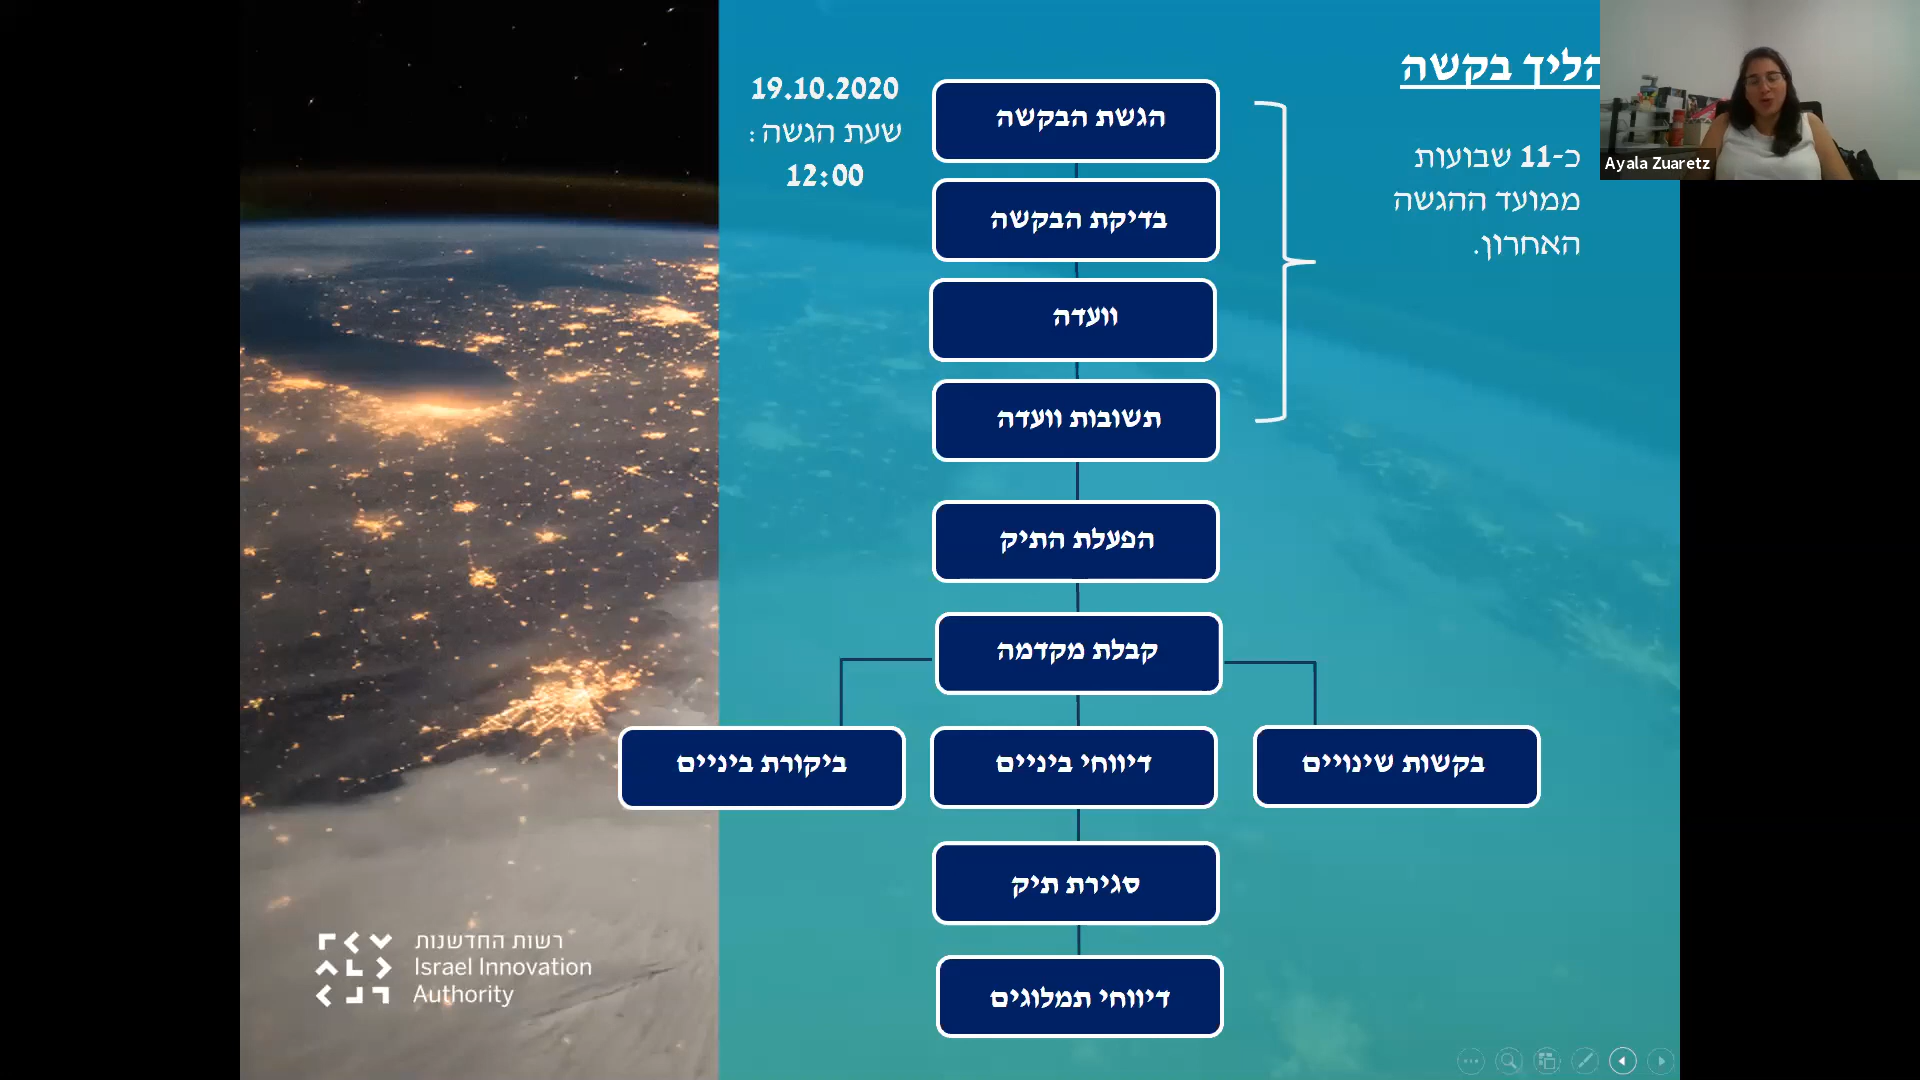 הליך בקשה
כ-11 שבועות
ממועד ההגשה
האחרון.
19.10.2020
שעת הגשה :
12:00
הגשת הבקשה
בדיקת הבקשה
וועדה
תשובות וועדה
הפעלת התיק
קבלת מקדמה
בקשות שינויים
דיווחי ביניים
ביקורת ביניים
סגירת תיק
דיווחי תמלוגים
רשות החדשנות
Israel Innovation
Authority
Ayala Zuaretz